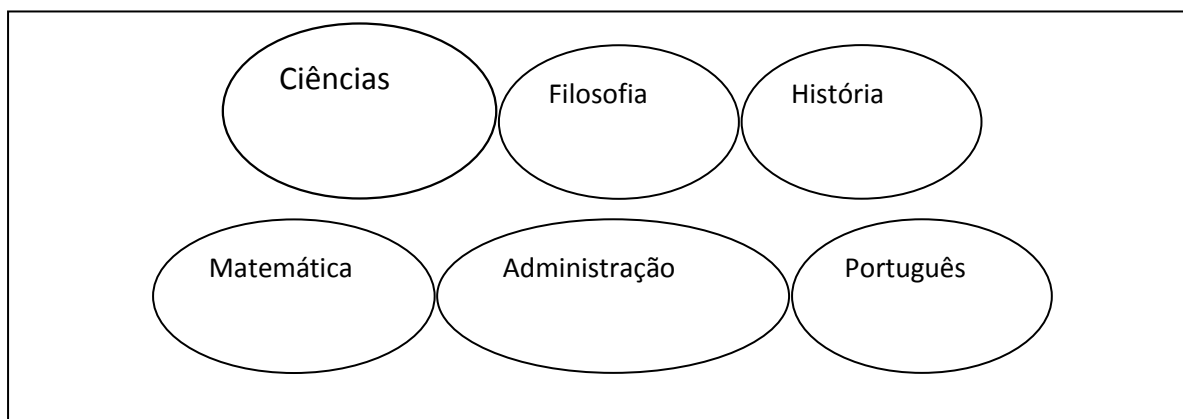 Ciências
Filosofia
História
Matemática
Administração
Português